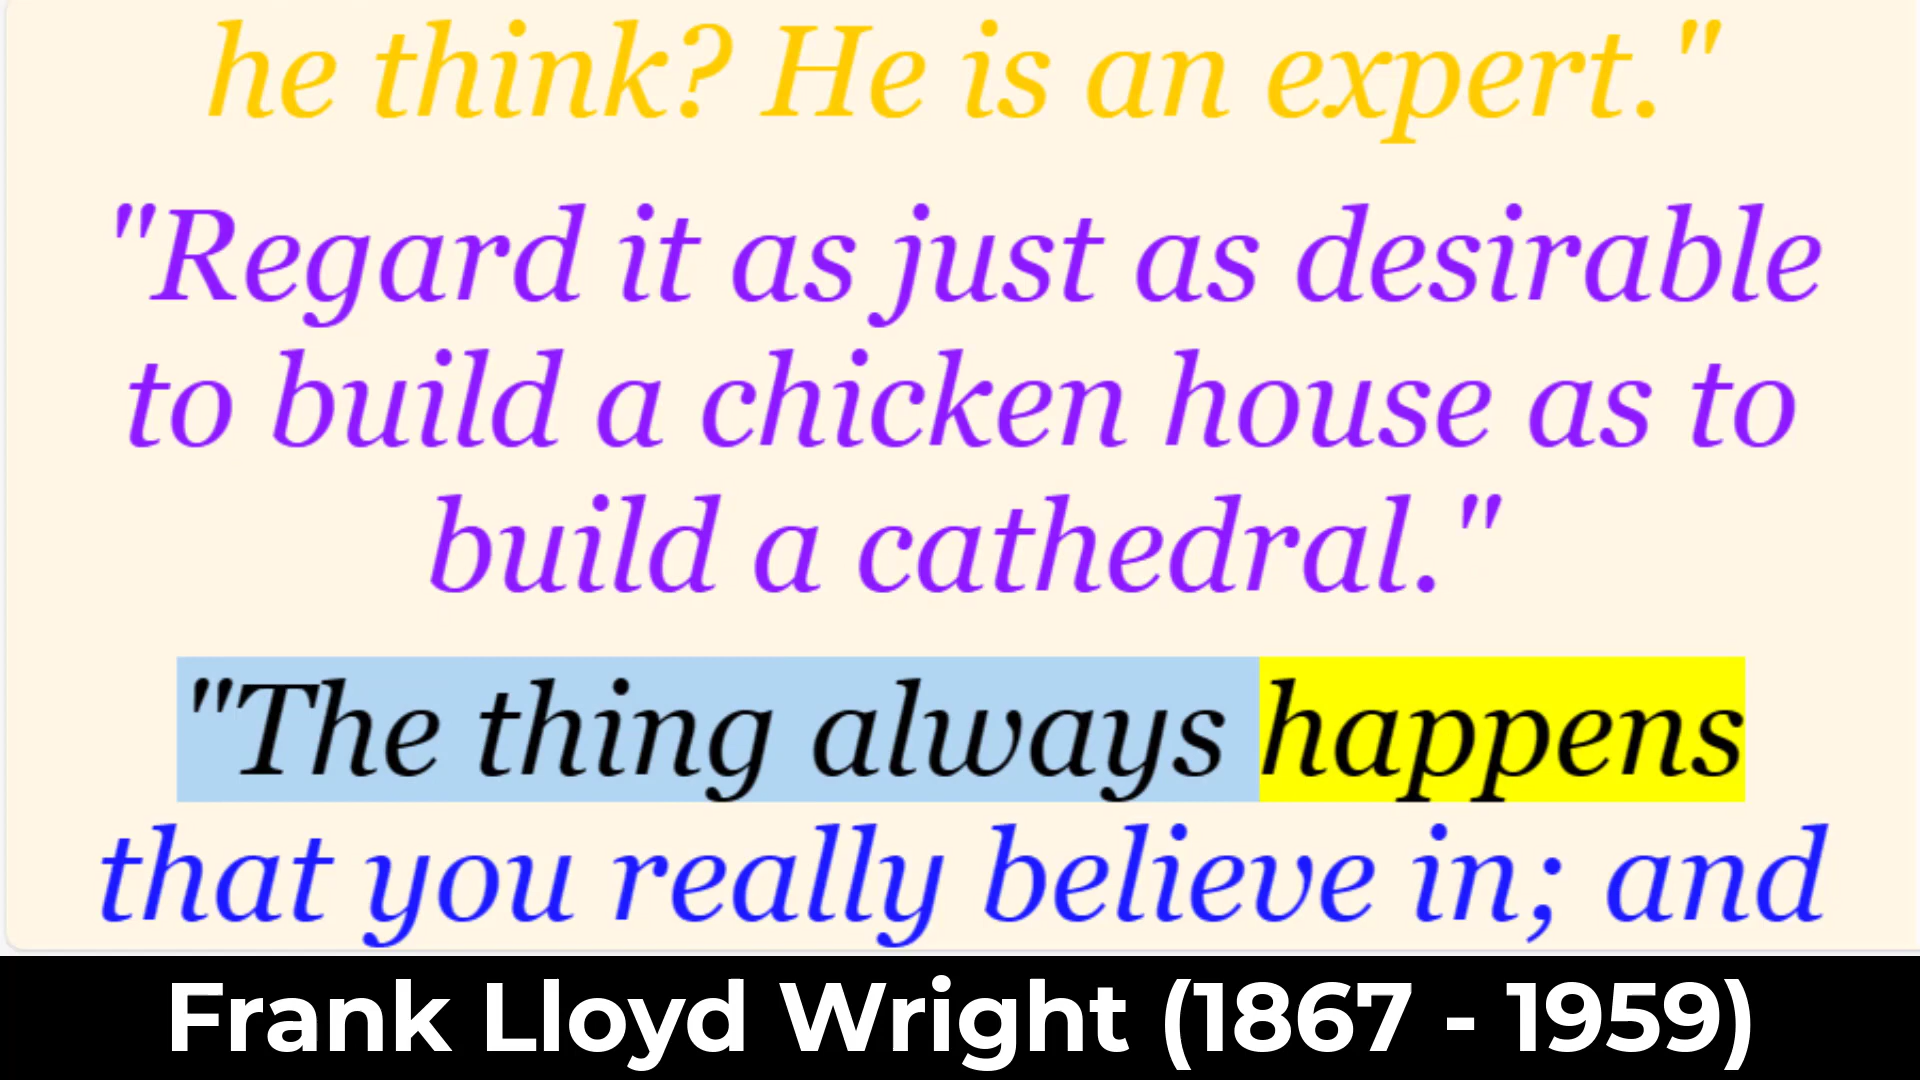 he think? He is an expert."
"Regard it as just as desirable
to build a chicken house as to
build a cathedral."
"The thing always happens
that you really believe in; and
Frank Lloyd Wright (1867 - 1959)